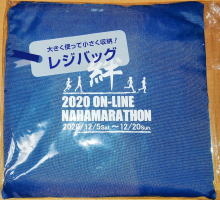 大きく使って小さく収納!
レジバッグ
絆
2020 ON-LINE
NAHAMARATHON
2020/12/5Sat.～12/20Sun.